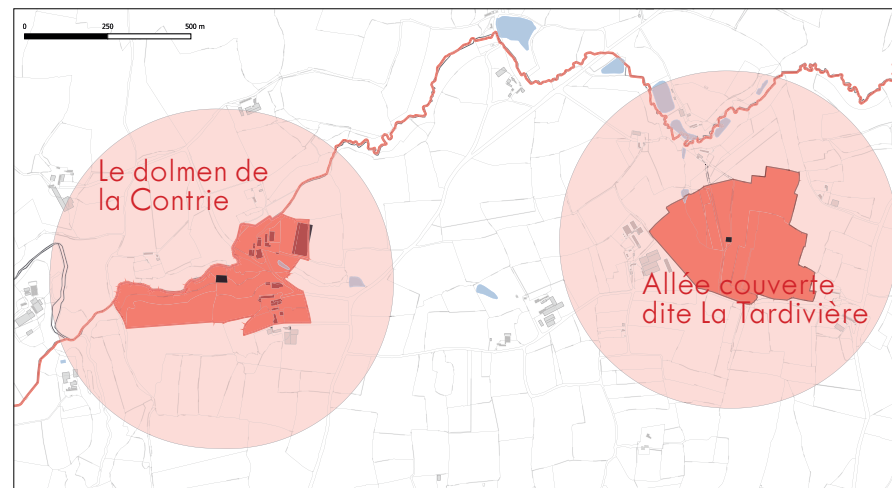 0 250 500 m
Le dolmen de
la Contrie
Allée couverte
dite La Tardivière